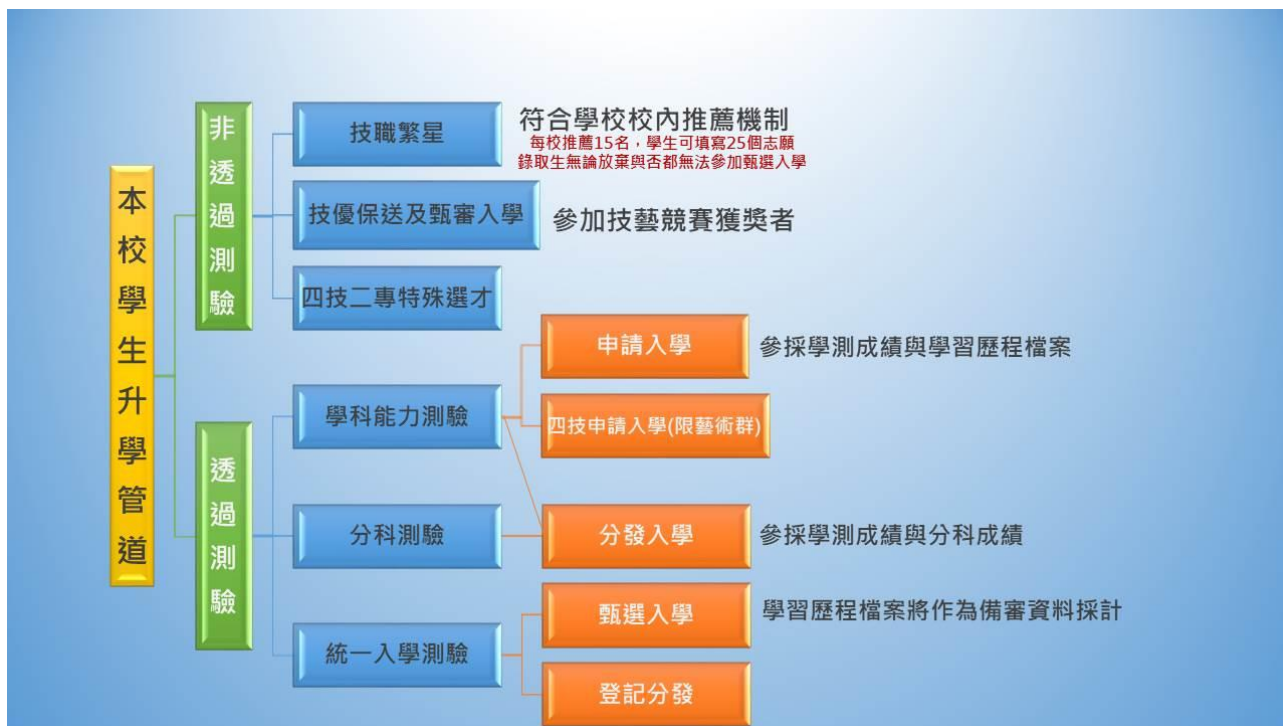 本校學生升學管道
非透過測驗
技職繁星
符合學校校內推薦機制
每校推薦15名，學生可填寫25個志願
錄取生無論放棄與否都無法參加甄選入學
技優保送及甄審入學
參加技藝競賽獲獎者
四技二專特殊選才
透過測驗
學科能力測驗
申請入學
參採學測成績與學習歷程檔案
四技申請入學(限藝術群)
分科測驗
分發入學
參採學測成績與分科成績
統一入學測驗
甄選入學
學習歷程檔案將作為備審資料採計
登記分發